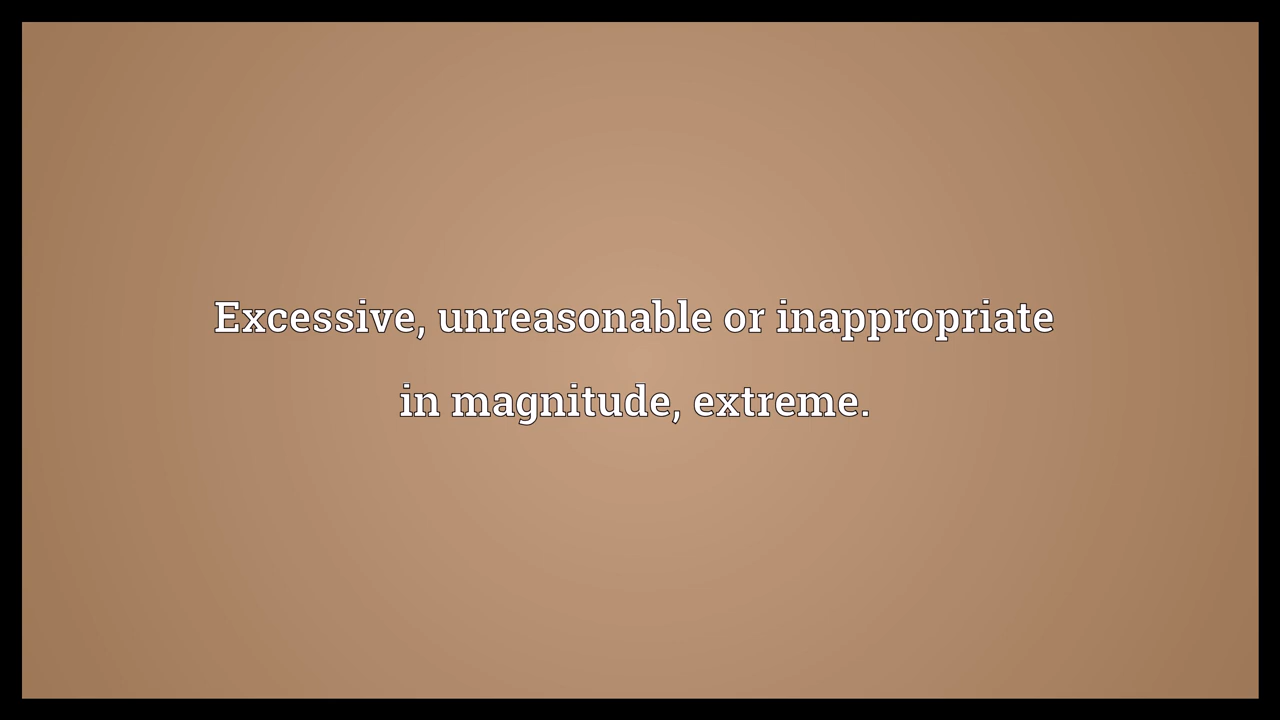 Excessive, unreasonable or inappropriate
in magnitude, extreme.